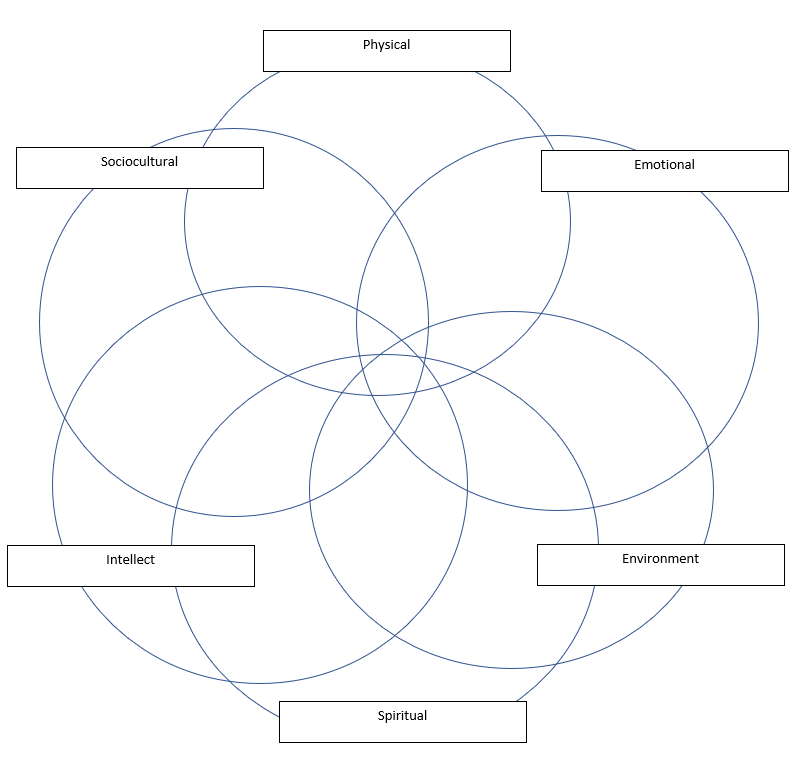 Physical
Sociocultural
Emotional
Intellect
Environment
Spiritual